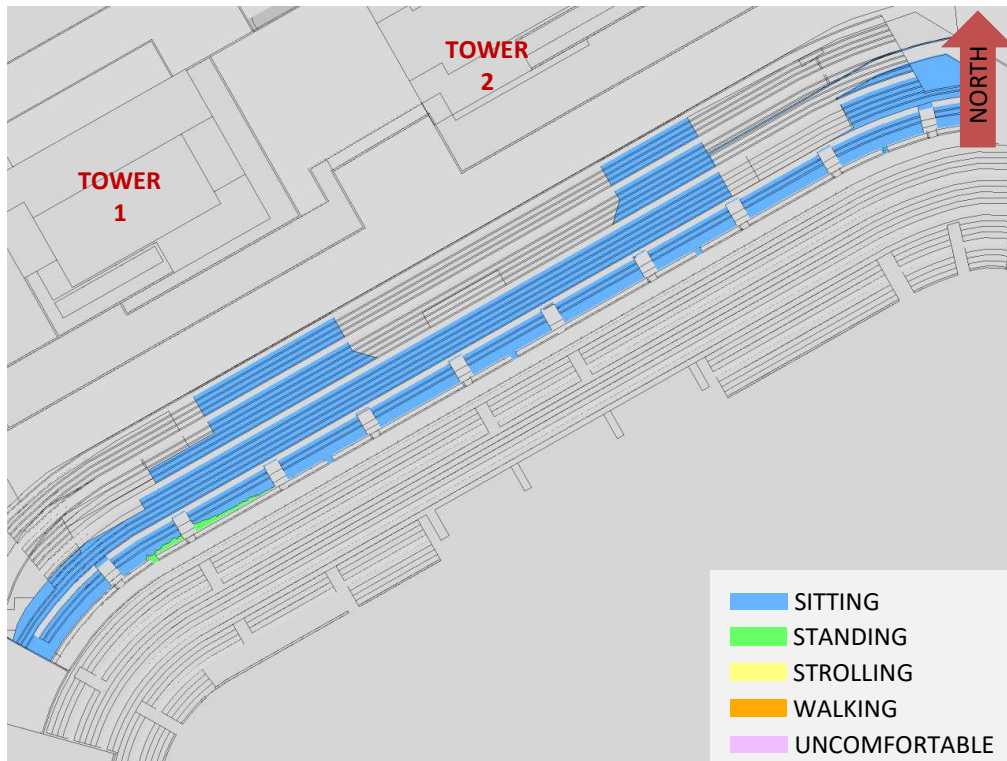 TOWER
2
NORTH
TOWER
1
SITTING
STANDING
STROLLING
WALKING
UNCOMFORTABLE